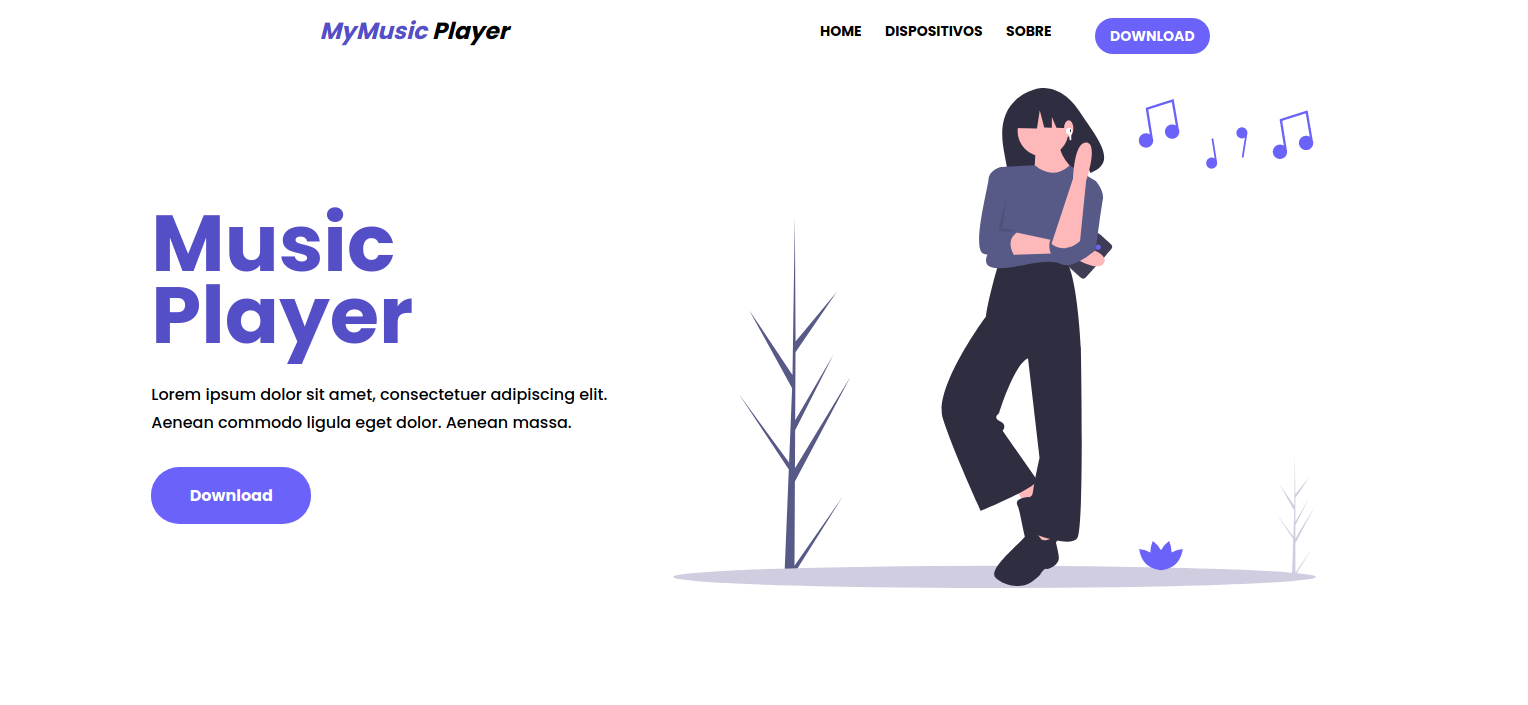 MyMusic Player
HOME DISPOSITIVOS SOBRE DOWNLOAD
Music
Player
Lorem ipsum dolor sit amet, consectetuer adipiscing elit.
Aenean commodo ligula eget dolor. Aenean massa.
Download